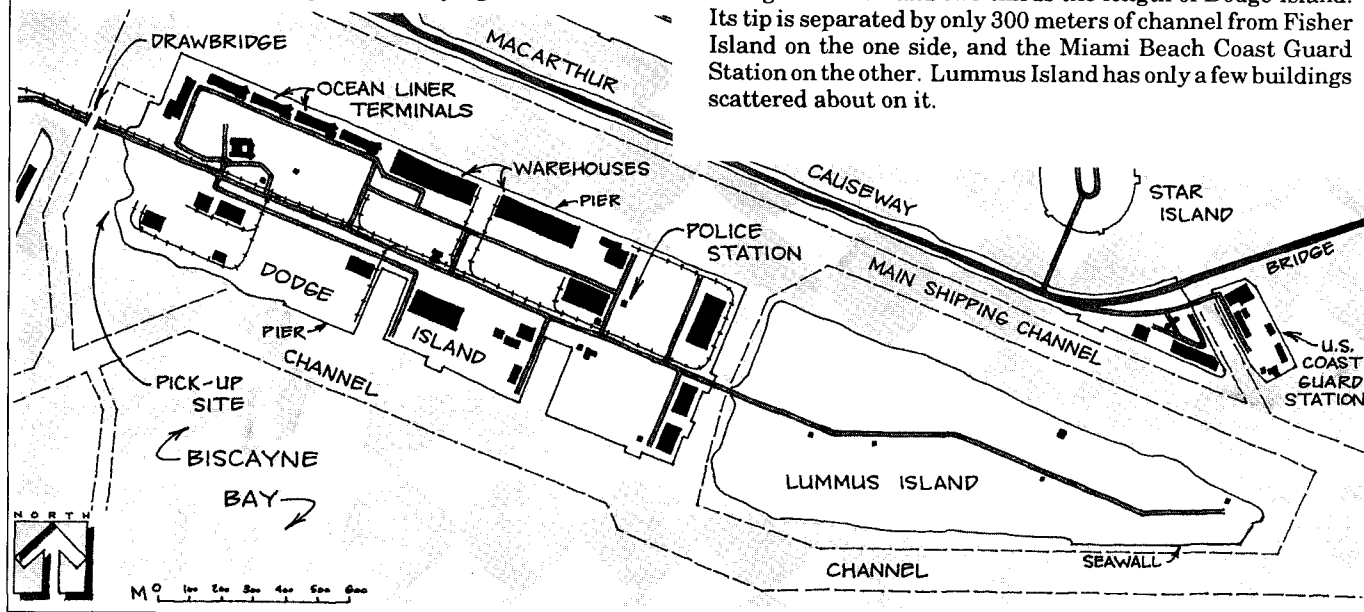 Its tip is separated by only 300 meters of channel from Fisher
Island on the one side, and the Miami Beach Coast Guard
Station on the other. Lummus Island has only a few buildings
scattered about on it.
DRAWBRIDGE
MACARTHUR
OCEAN LINER
TERMINALS
WAREHOUSES
PIER
CAUSEWAY
STAR
ISLAND
POLICE
STATION
BRIDGE
MAIN SHIPPING CHANNEL
DODGE
ISLAND
PIER
CHANNEL
U.S.
COAST
GUARD
STATION
PICK-UP
SITE
BISCAYNE
BAY
LUMMUS ISLAND
SEAWALL
CHANNEL
NORTH
M 0 100 200 300 400 500 600